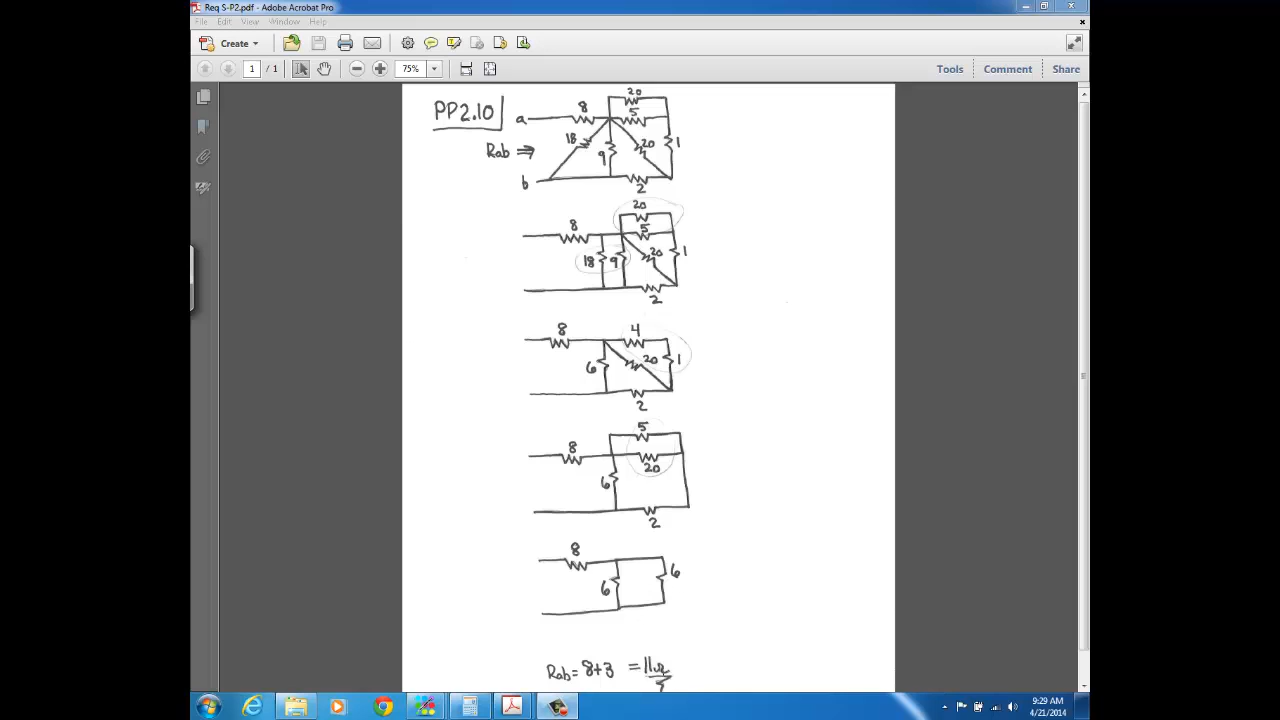 Req S-P2.pdf - Adobe Acrobat Pro
File Edit View Window Help
Create
1 / 1 75% Tools Comment Share
PP2.10
20
a 8 5
18 9 20 1
Rab ⇒
b 2
20
8 5
18 9 20 1
2
8 4
6 20 1
2
5
8 20
6
2
8
6 6
Rab = 8+3 = 11Ω
9:29 AM
4/21/2014